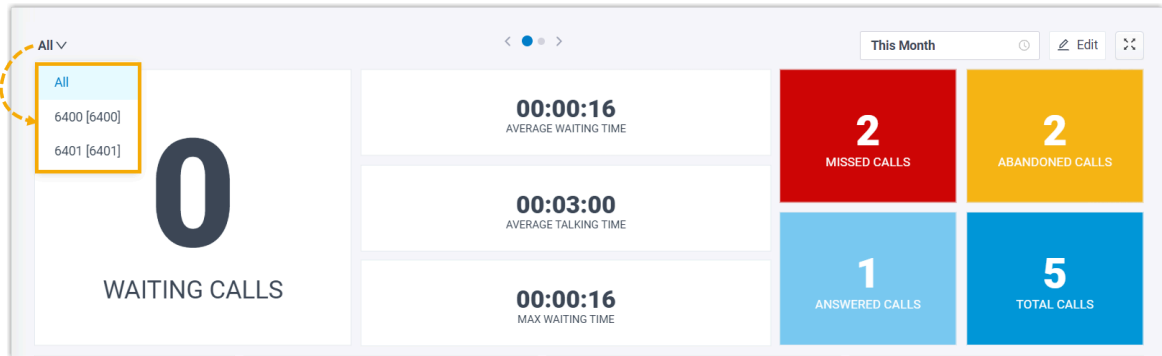 All
This Month
Edit
All
6400 [6400]
6401 [6401]
0
WAITING CALLS
00:00:16
AVERAGE WAITING TIME
00:03:00
AVERAGE TALKING TIME
00:00:16
MAX WAITING TIME
2
MISSED CALLS
2
ABANDONED CALLS
1
ANSWERED CALLS
5
TOTAL CALLS